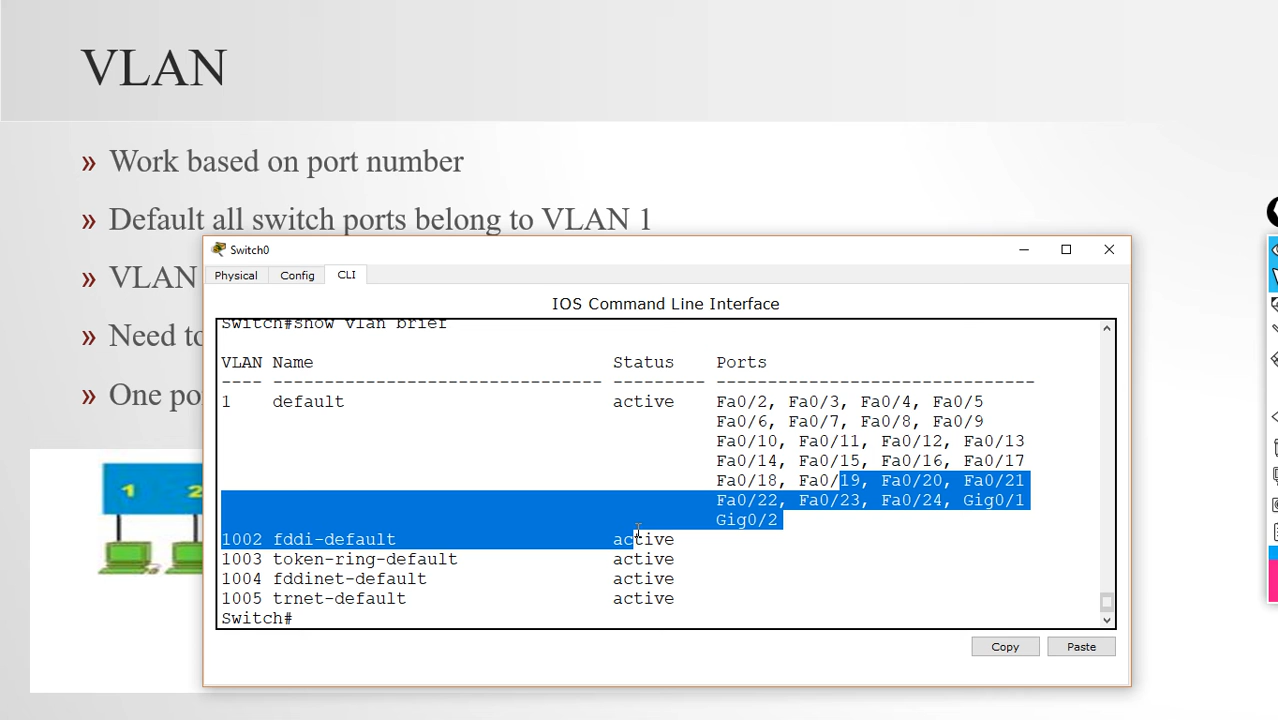 VLAN
» Work based on port number
» Default all switch ports belong to VLAN 1
» VLAN
» Need to
» One po
1 2
Switch0
Physical Config CLI
IOS Command Line Interface
Switch#show vlan brief
VLAN Name Status Ports
---- -------------------------------- --------- -------------------------------
1 default active Fa0/2, Fa0/3, Fa0/4, Fa0/5
Fa0/6, Fa0/7, Fa0/8, Fa0/9
Fa0/10, Fa0/11, Fa0/12, Fa0/13
Fa0/14, Fa0/15, Fa0/16, Fa0/17
Fa0/18, Fa0/19, Fa0/20, Fa0/21
Fa0/22, Fa0/23, Fa0/24, Gig0/1
Gig0/2
1002 fddi-default active
1003 token-ring-default active
1004 fddinet-default active
1005 trnet-default active
Switch#
Copy Paste